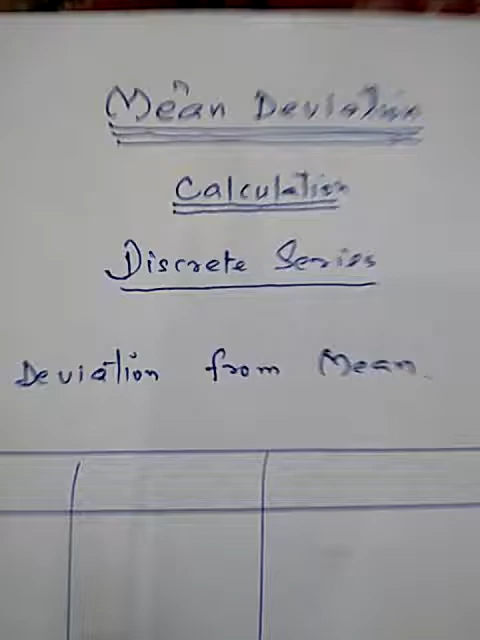 Mean Deviation
Calculation
Discrete Series
Deviation from Mean.